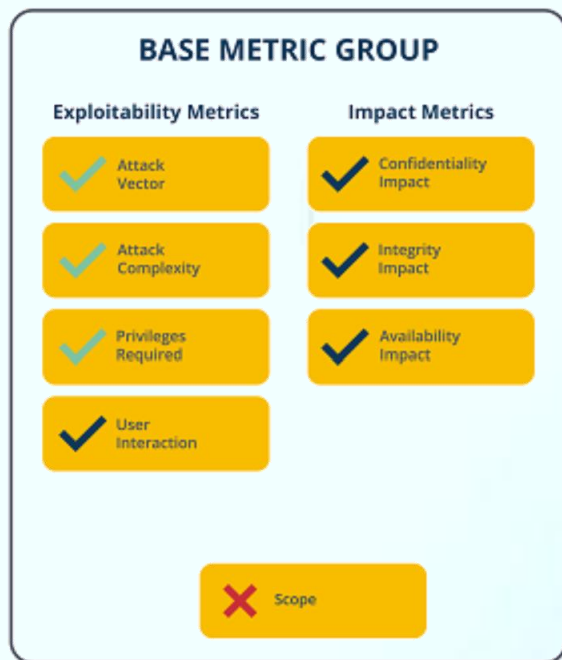 BASE METRIC GROUP
Exploitability Metrics
Attack
Vector
Attack
Complexity
Privileges
Required
User
Interaction
Impact Metrics
Confidentiality
Impact
Integrity
Impact
Availability
Impact
Scope